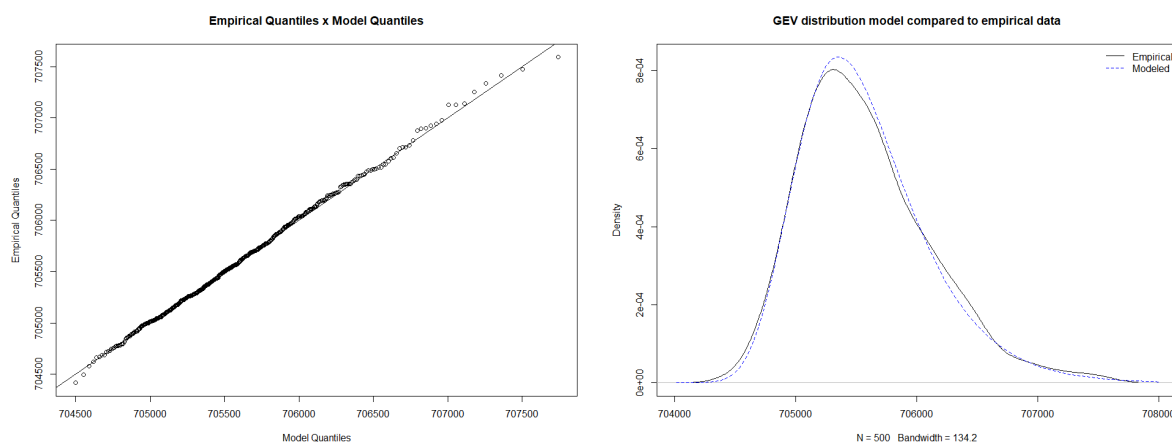 Empirical Quantiles x Model Quantiles
Empirical Quantiles
707500
707000
706500
706000
705500
705000
704500
704500 705000 705500 706000 706500 707000 707500
Model Quantiles
GEV distribution model compared to empirical data
Empirical
Modeled
Density
8e-04
6e-04
4e-04
2e-04
0e+00
704000 705000 706000 707000 708000
N = 500 Bandwidth = 134.2